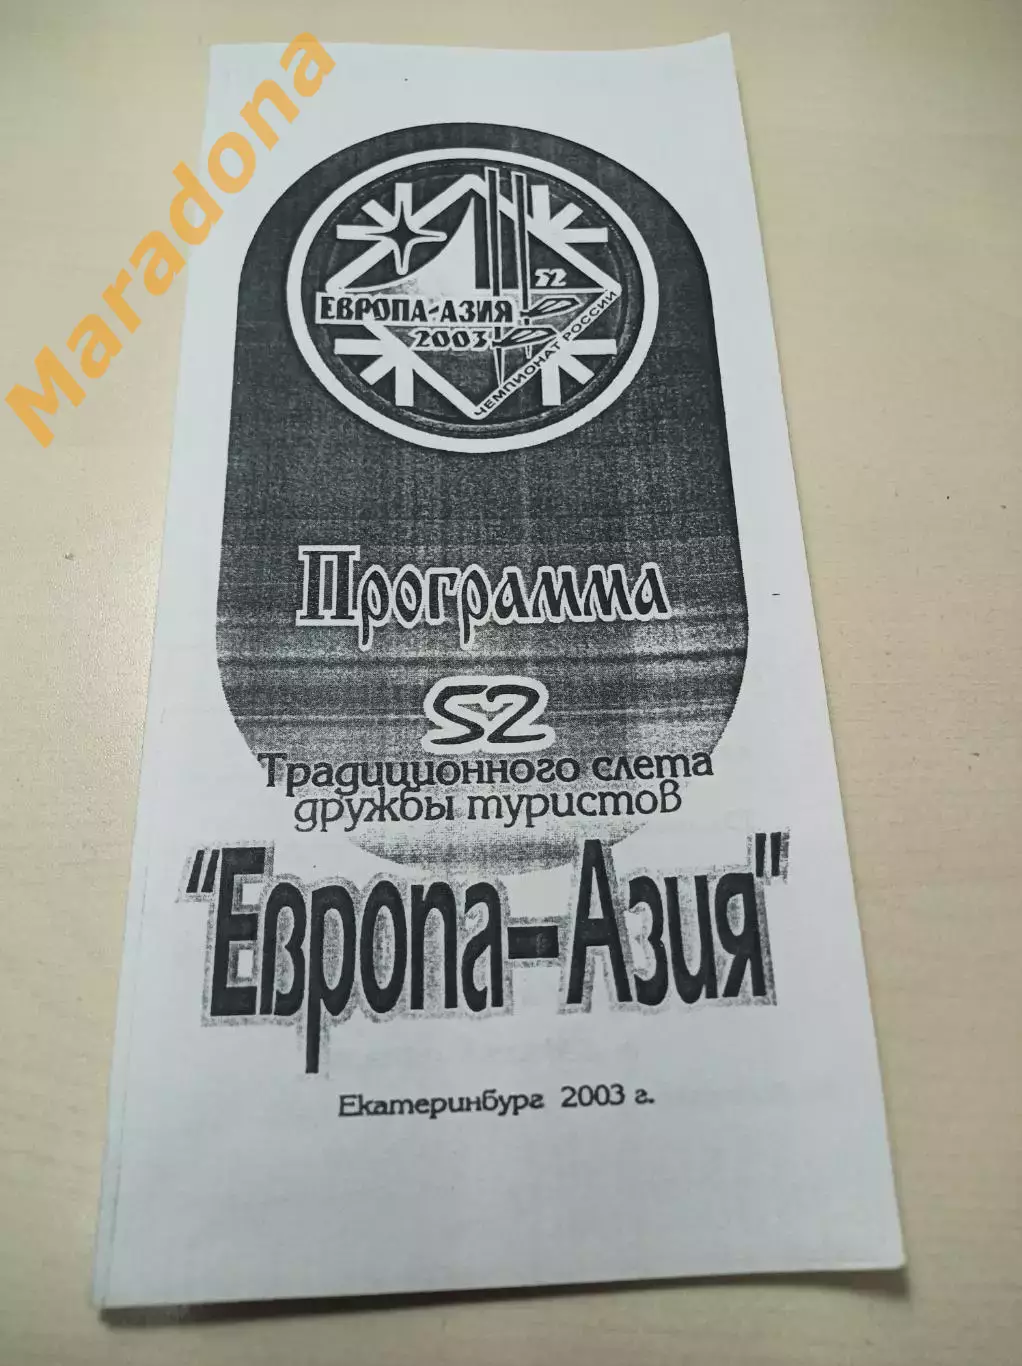 Maradona
52
ЕВРОПА-АЗИЯ
2003
ЧЕМПИОНАТ РОССИИ
Программа
52
Традиционного слета
дружбы туристов
"Европа-Азия"
Екатеринбург 2003 г.